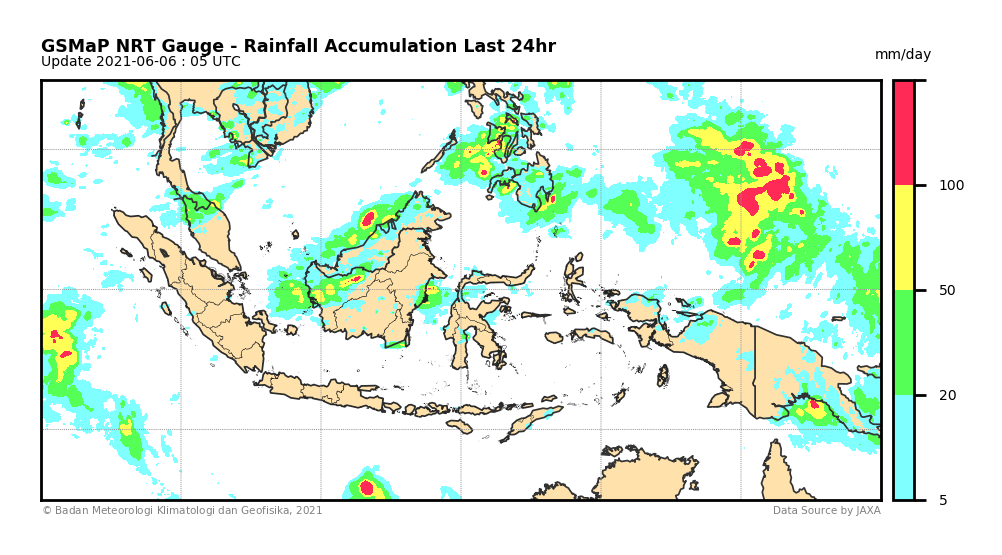 GSMaP NRT Gauge - Rainfall Accumulation Last 24hr
Update 2021-06-06 : 05 UTC
mm/day
100
50
20
5
© Badan Meteorologi Klimatologi dan Geofisika, 2021
Data Source by JAXA